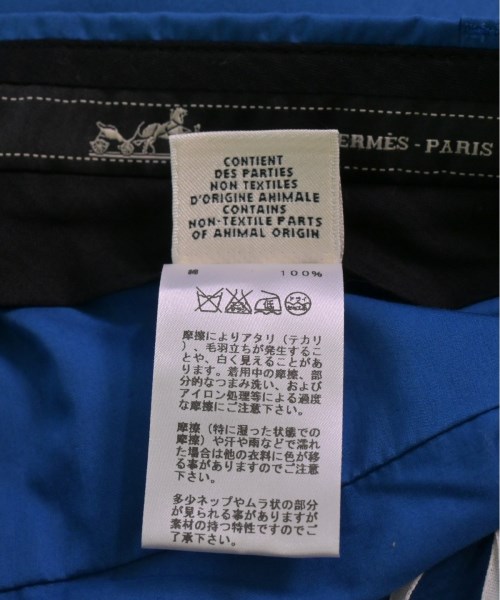 ERMÈS - PARIS
CONTIENT
DES PARTIES
NON TEXTILES
D'ORIGINE ANIMALE
CONTAINS
NON-TEXTILE PARTS
OF ANIMAL ORIGIN
綿 100%
摩擦によりアタリ（テカリ
）、毛羽立ちが発生するこ
とや、白く見えることがあ
ります。着用中の摩擦、部
分的なつまみ洗い、および
アイロン処理等による過度
な摩擦にご注意下さい。
摩擦（特に湿った状態での
摩擦）や汗や雨などで濡れ
た場合は他の衣料に色が移
る事がありますのでご注意
下さい。
多少ネップやムラ状の部分
が見られる事がありますが
素材の持つ特性ですのでご
了承下さい。